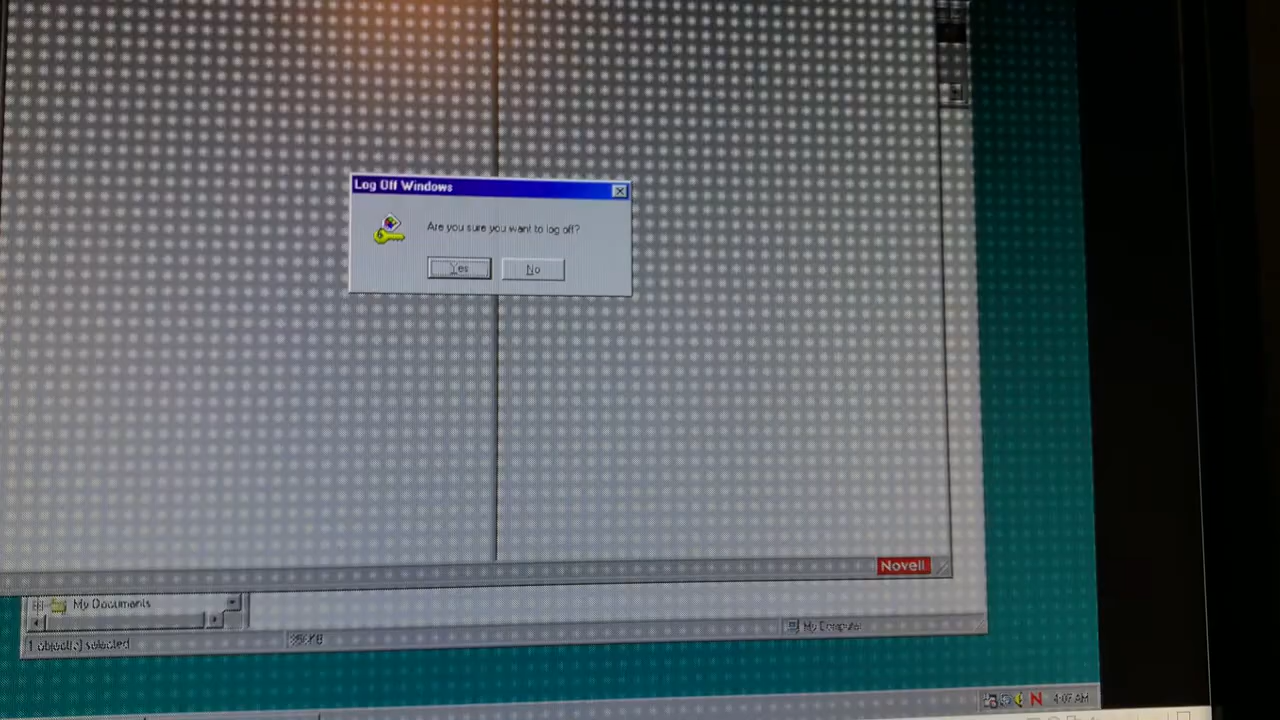 Log Off Windows
Are you sure you want to log off?
Yes
No
Novell
My Documents
1 object(s) selected
My Computer
N
4:07 AM